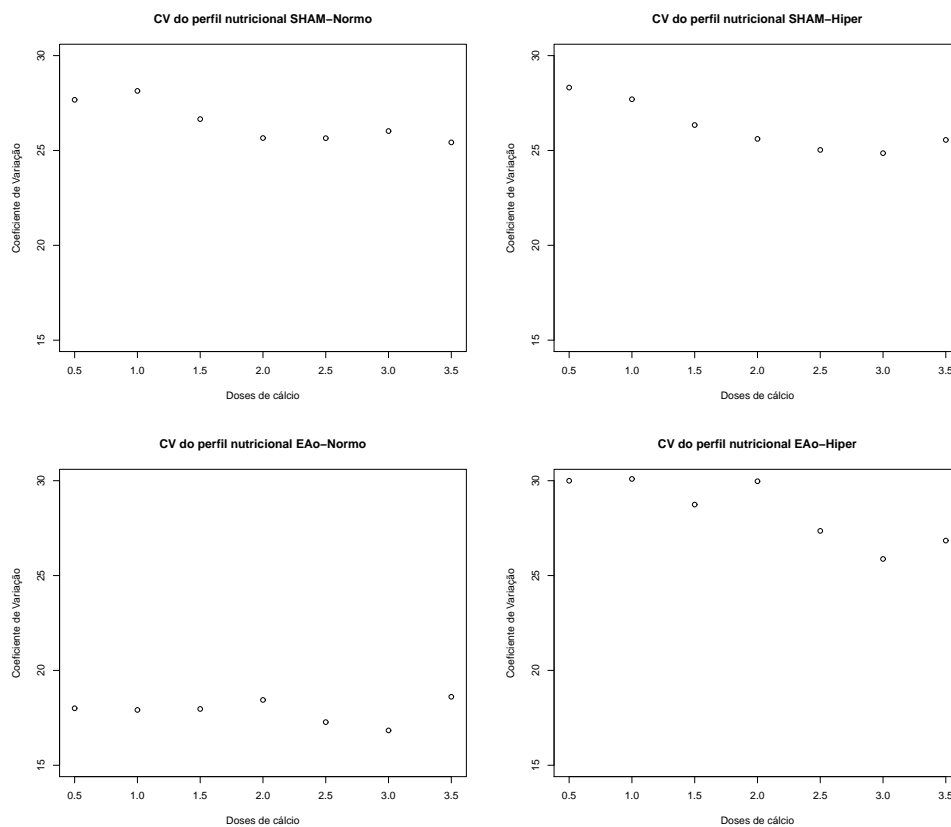 CV do perfil nutricional SHAM−Normo
30
25
20
15
Coeficiente de Variação
0.5 1.0 1.5 2.0 2.5 3.0 3.5
Doses de cálcio
CV do perfil nutricional SHAM−Hiper
30
25
20
15
Coeficiente de Variação
0.5 1.0 1.5 2.0 2.5 3.0 3.5
Doses de cálcio
CV do perfil nutricional EAo−Normo
30
25
20
15
Coeficiente de Variação
0.5 1.0 1.5 2.0 2.5 3.0 3.5
Doses de cálcio
CV do perfil nutricional EAo−Hiper
30
25
20
15
Coeficiente de Variação
0.5 1.0 1.5 2.0 2.5 3.0 3.5
Doses de cálcio